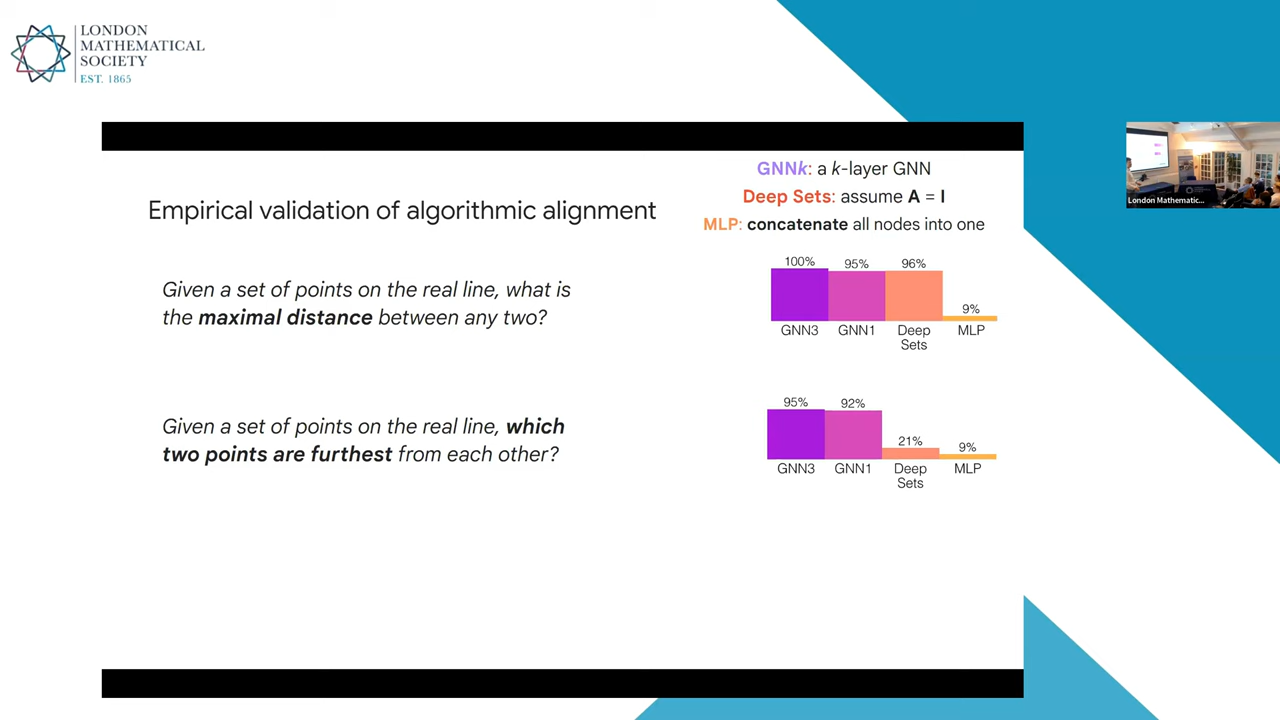 LONDON
MATHEMATICAL
SOCIETY
EST. 1865
London Mathematic...
GNNk: a k-layer GNN
Deep Sets: assume A = I
MLP: concatenate all nodes into one
Empirical validation of algorithmic alignment
Given a set of points on the real line, what is
the maximal distance between any two?
100% 95% 96% 9%
GNN3 GNN1 Deep Sets MLP
Given a set of points on the real line, which
two points are furthest from each other?
95% 92% 21% 9%
GNN3 GNN1 Deep Sets MLP